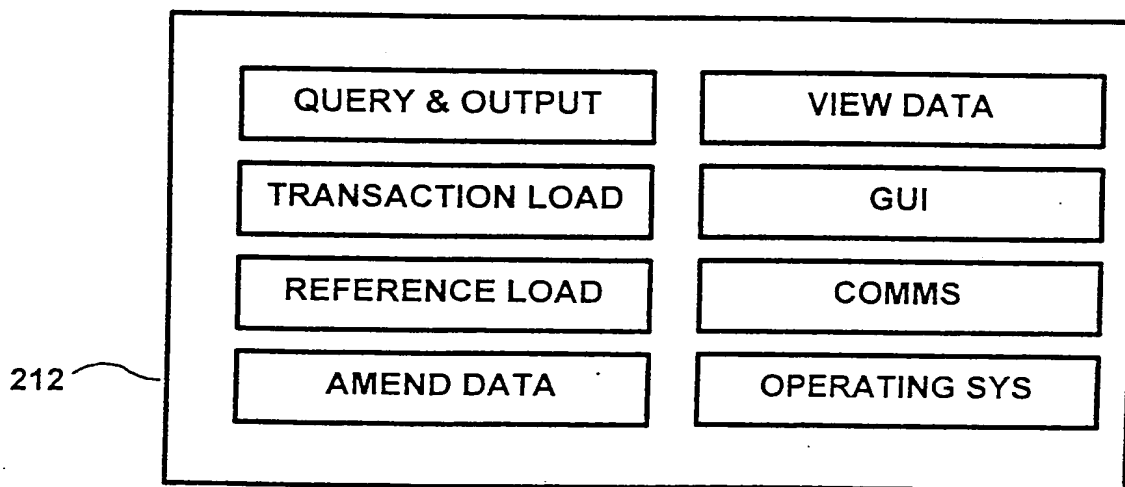 QUERY & OUTPUT
VIEW DATA
TRANSACTION LOAD
GUI
REFERENCE LOAD
COMMS
AMEND DATA
OPERATING SYS
212